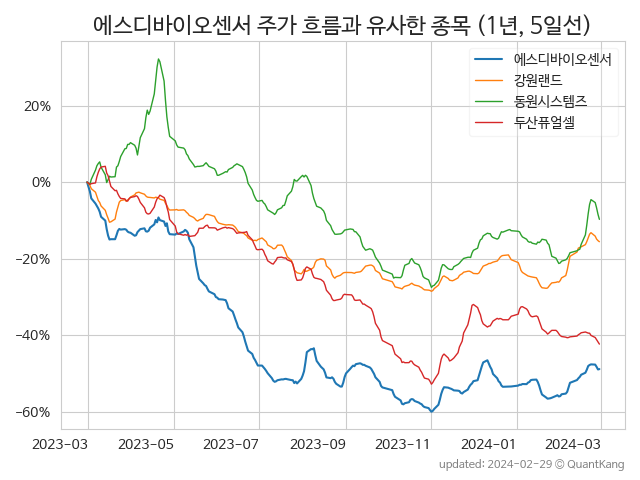 에스디바이오센서 주가 흐름과 유사한 종목 (1년, 5일선)
에스디바이오센서
강원랜드
동원시스템즈
두산퓨얼셀
20%
0%
−20%
−40%
−60%
2023-03 2023-05 2023-07 2023-09 2023-11 2024-01 2024-03
updated: 2024-02-29 © QuantKang